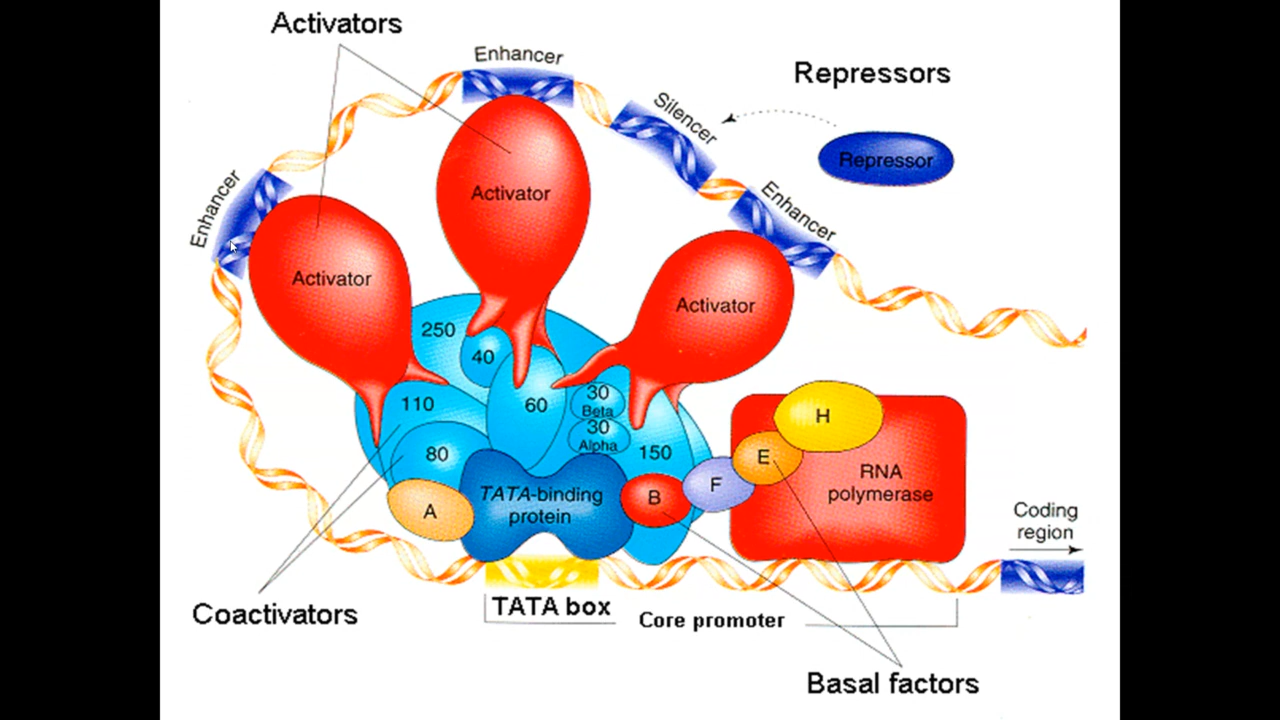 Activators
Enhancer
Repressors
Silencer
Repressor
Enhancer
Enhancer
Activator
Activator
Activator
250
40
110
60
30
Beta
30
Alpha
80
150
H
E
F
B
A
TATA-binding
protein
RNA
polymerase
Coding
region
Coactivators
TATA box
Core promoter
Basal factors